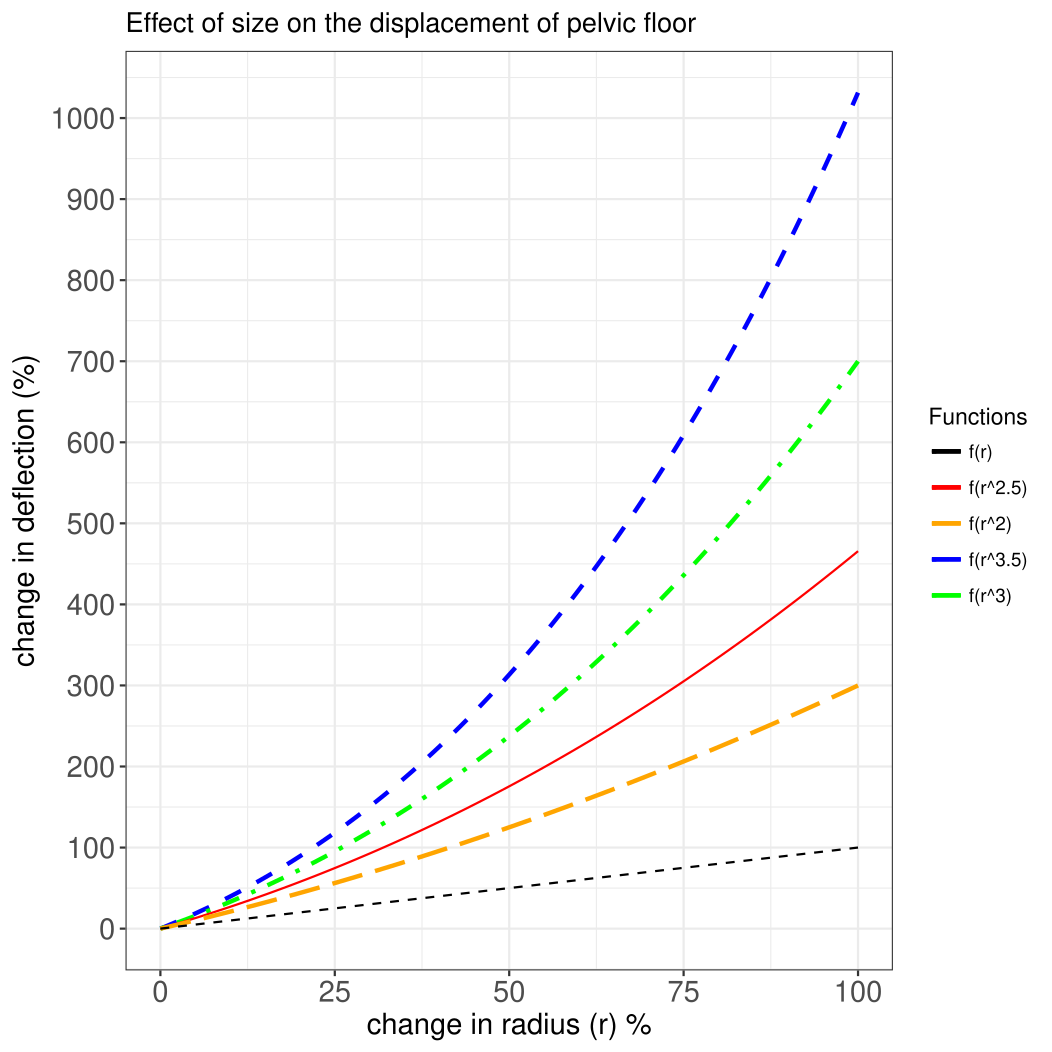 Effect of size on the displacement of pelvic floor
change in deflection (%)
1000
900
800
700
600
500
400
300
200
100
0
0 25 50 75 100
change in radius (r) %
Functions
f(r)
f(r^2.5)
f(r^2)
f(r^3.5)
f(r^3)